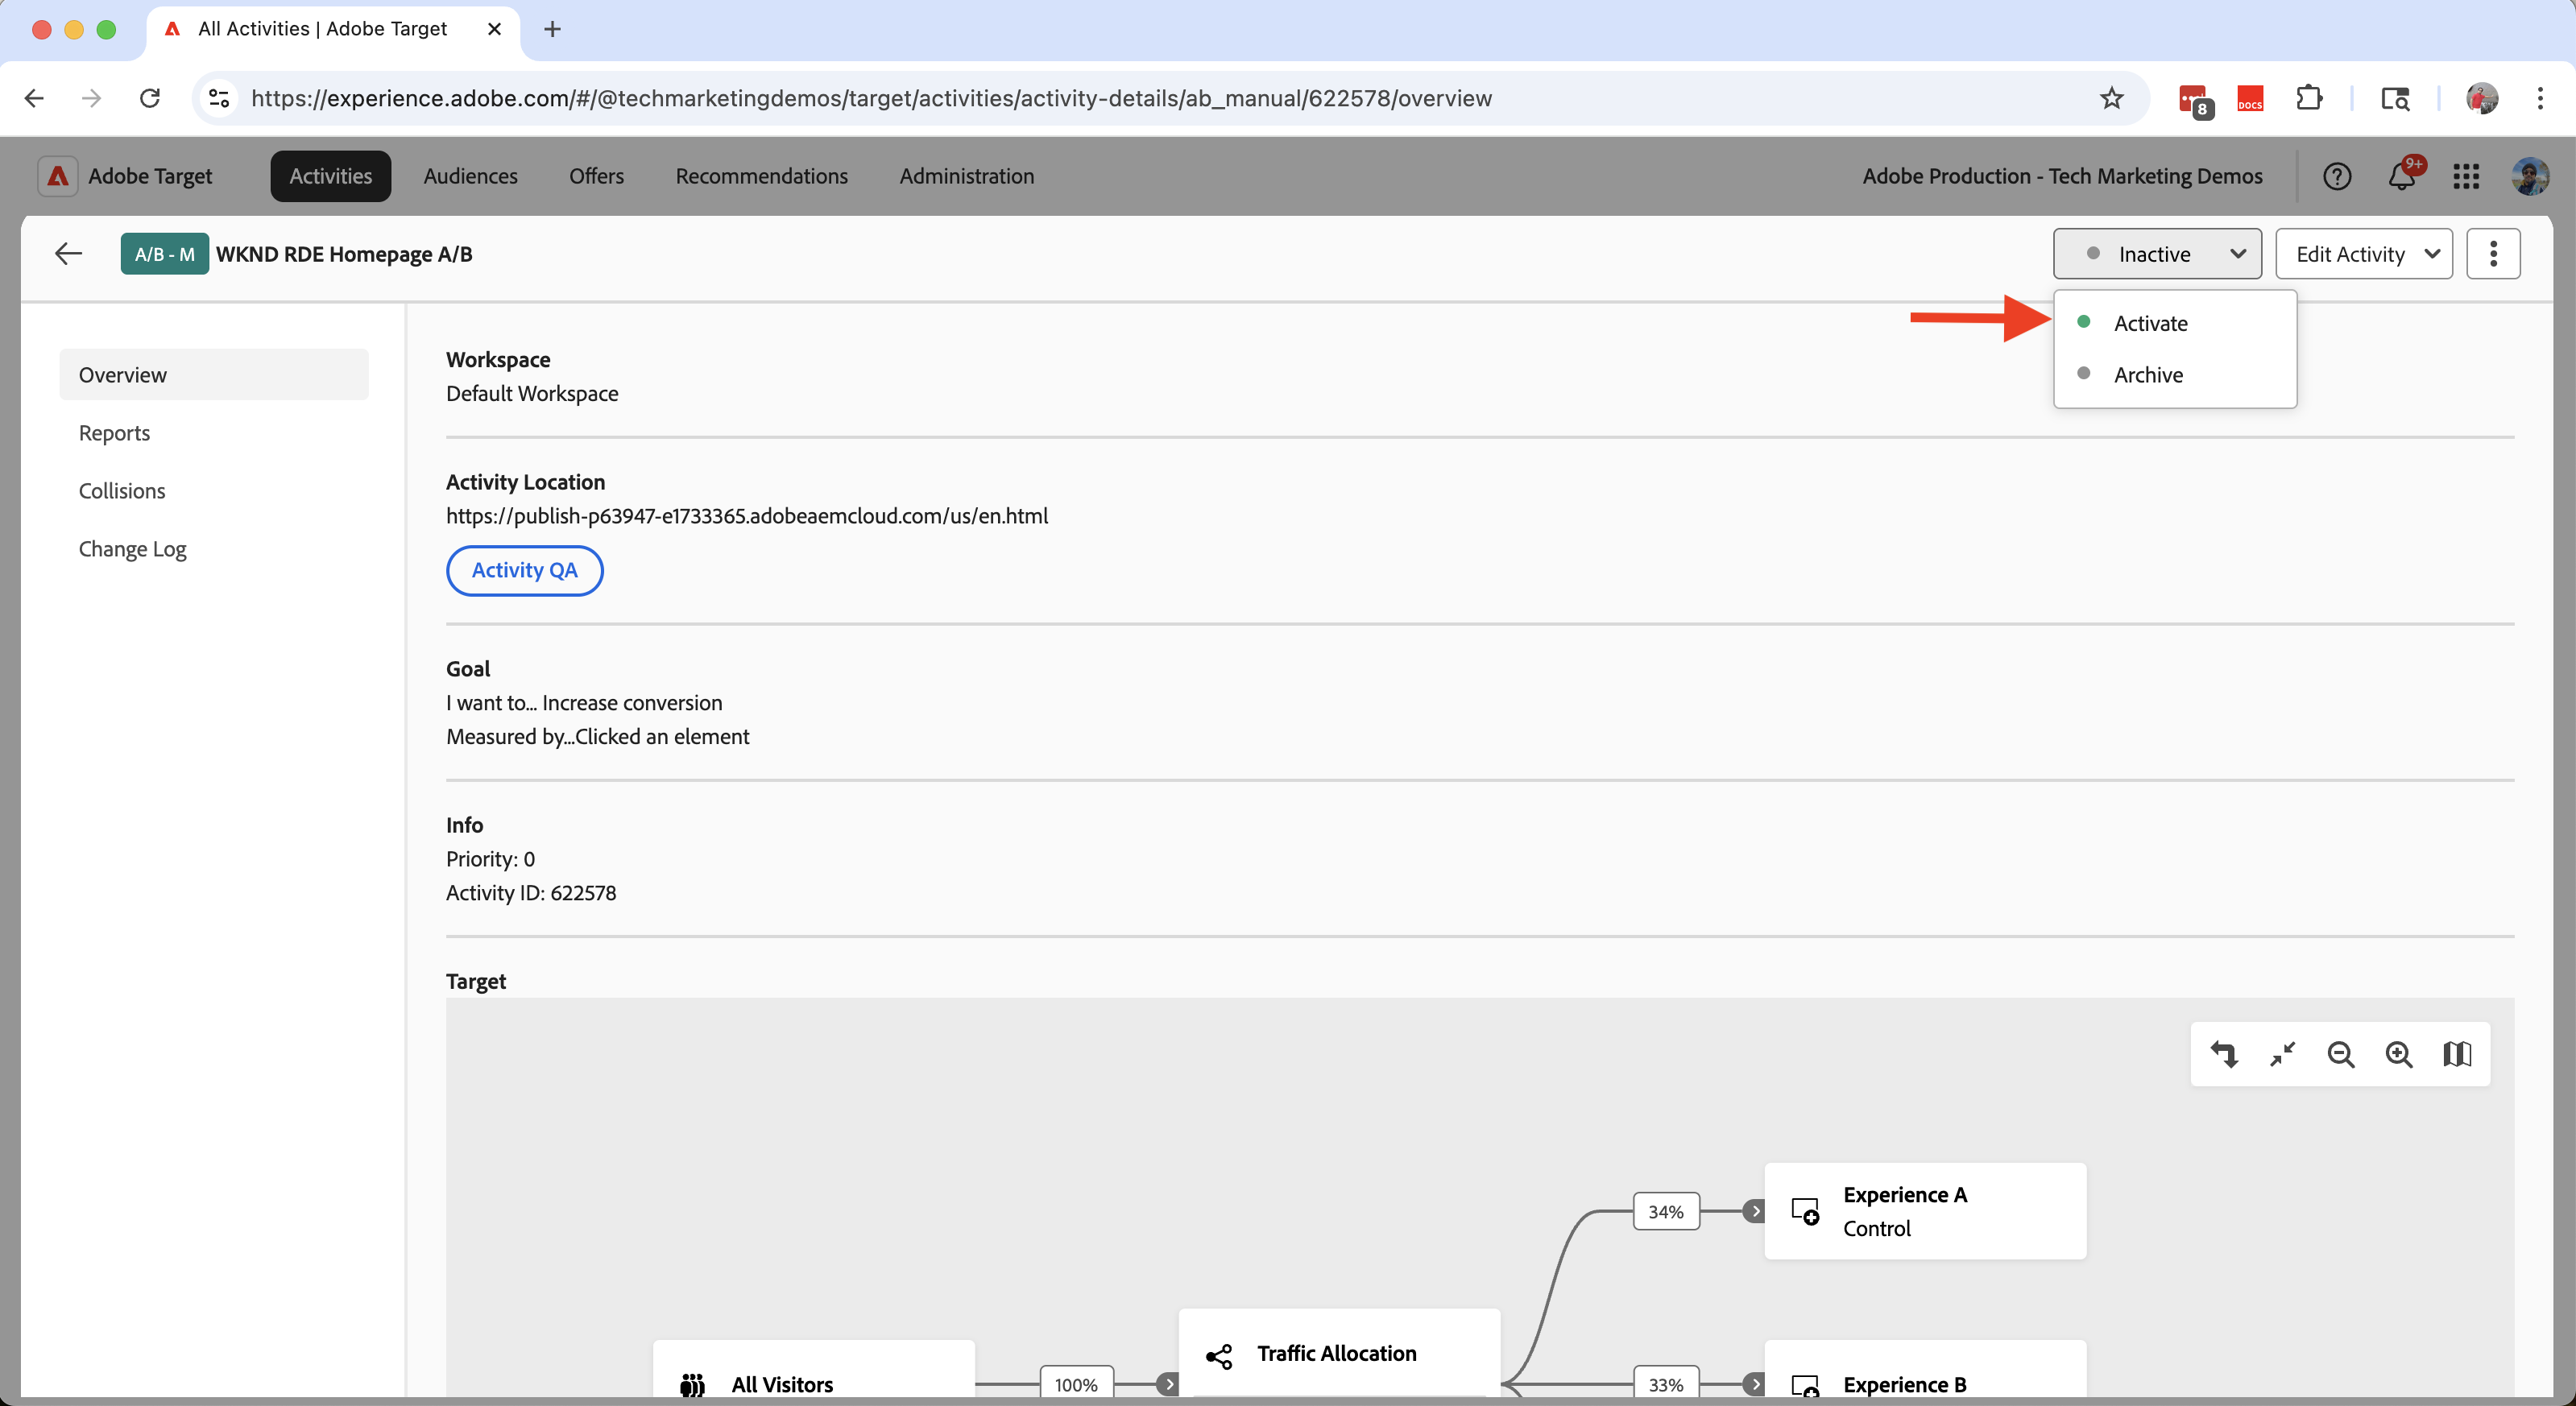 All Activities | Adobe Target
https://experience.adobe.com/#/@techmarketingdemos/target/activities/activity-details/ab_manual/622578/overview
8
DOCS
Adobe Target
Activities
Audiences
Offers
Recommendations
Administration
Adobe Production - Tech Marketing Demos
9+
A/B - M
WKND RDE Homepage A/B
Inactive
Edit Activity
Activate
Archive
Overview
Reports
Collisions
Change Log
Workspace
Default Workspace
Activity Location
https://publish-p63947-e1733365.adobeaemcloud.com/us/en.html
Activity QA
Goal
I want to... Increase conversion
Measured by...Clicked an element
Info
Priority: 0
Activity ID: 622578
Target
34%
Experience A
Control
Traffic Allocation
All Visitors
100%
33%
Experience B